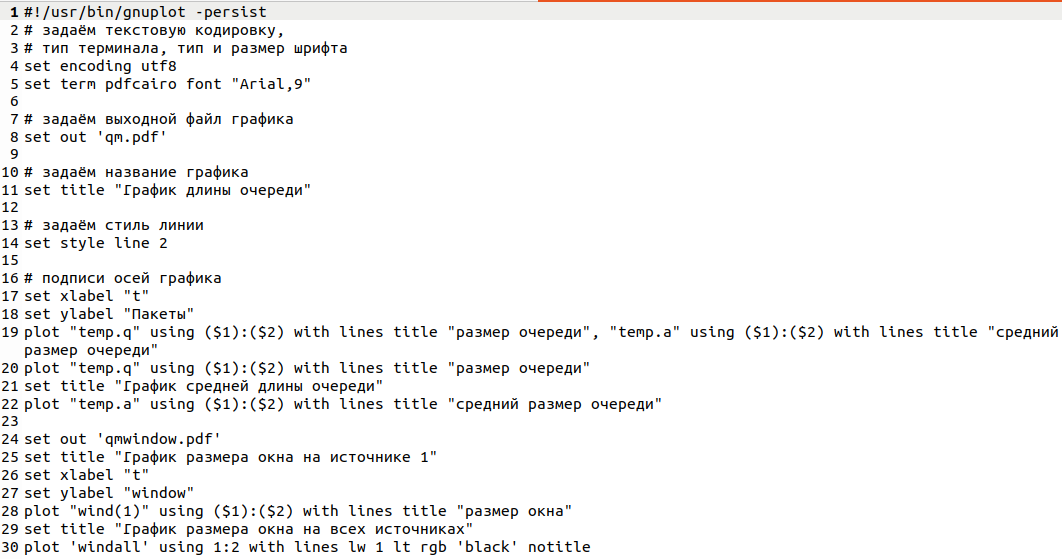 1 #!/usr/bin/gnuplot -persist
2 # задаём текстовую кодировку,
3 # тип терминала, тип и размер шрифта
4 set encoding utf8
5 set term pdfcairo font "Arial,9"
6
7 # задаём выходной файл графика
8 set out 'qm.pdf'
9
10 # задаём название графика
11 set title "График длины очереди"
12
13 # задаём стиль линии
14 set style line 2
15
16 # подписи осей графика
17 set xlabel "t"
18 set ylabel "Пакеты"
19 plot "temp.q" using ($1):($2) with lines title "размер очереди", "temp.a" using ($1):($2) with lines title "средний
размер очереди"
20 plot "temp.q" using ($1):($2) with lines title "размер очереди"
21 set title "График средней длины очереди"
22 plot "temp.a" using ($1):($2) with lines title "средний размер очереди"
23
24 set out 'qmwindow.pdf'
25 set title "График размера окна на источнике 1"
26 set xlabel "t"
27 set ylabel "window"
28 plot "wind(1)" using ($1):($2) with lines title "размер окна"
29 set title "График размера окна на всех источниках"
30 plot 'windall' using 1:2 with lines lw 1 lt rgb 'black' notitle